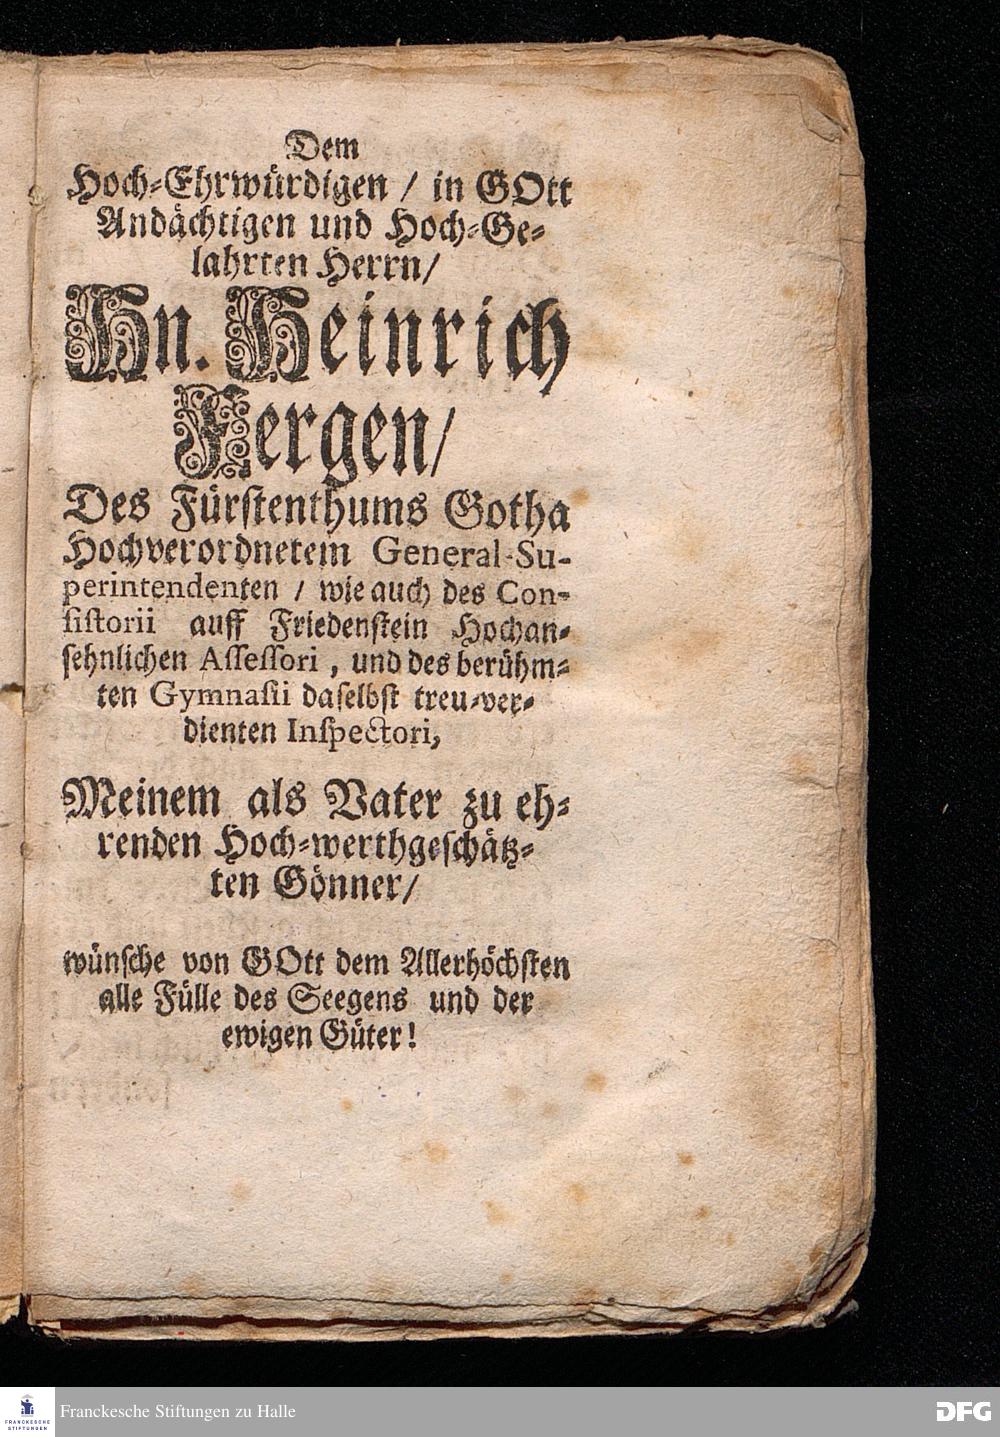 Dem
Hoch-Ehrwürdigen / in GOtt
Andächtigen und Hoch-Ge-
lahrten Herrn/
Hn. Heinrich
Fergen/
Des Fürſtenthums Gotha
Hochverordnetem General-Su-
perintendenten / wie auch des Con-
ſiſtorii auff Friedenſtein Hochan-
ſehnlichen Aſſeſſori, und des berühm-
ten Gymnaſii daſelbſt treu-ver-
dienten Inſpectori,
Meinem als Vater zu eh-
renden Hoch-werthgeſchätz-
ten Gönner/
wünſche von GOtt dem Allerhöchſten
alle Fülle des Seegens und der
ewigen Güter!
FRANCKESCHE
STIFTUNGEN
Franckesche Stiftungen zu Halle
DFG